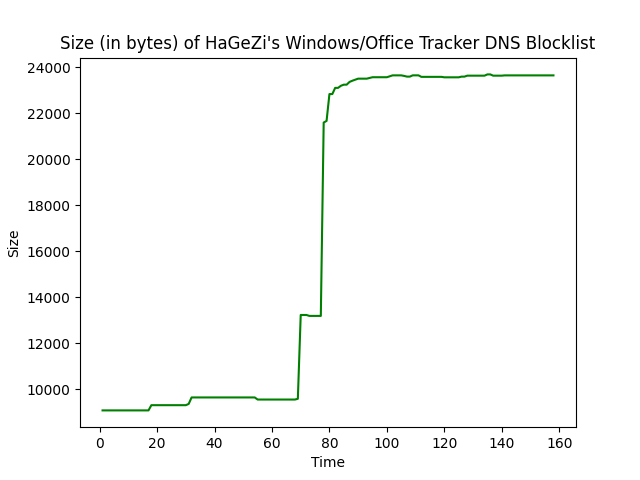 Size (in bytes) of HaGeZi's Windows/Office Tracker DNS Blocklist
24000
22000
20000
18000
16000
14000
12000
10000
Size
0 20 40 60 80 100 120 140 160
Time